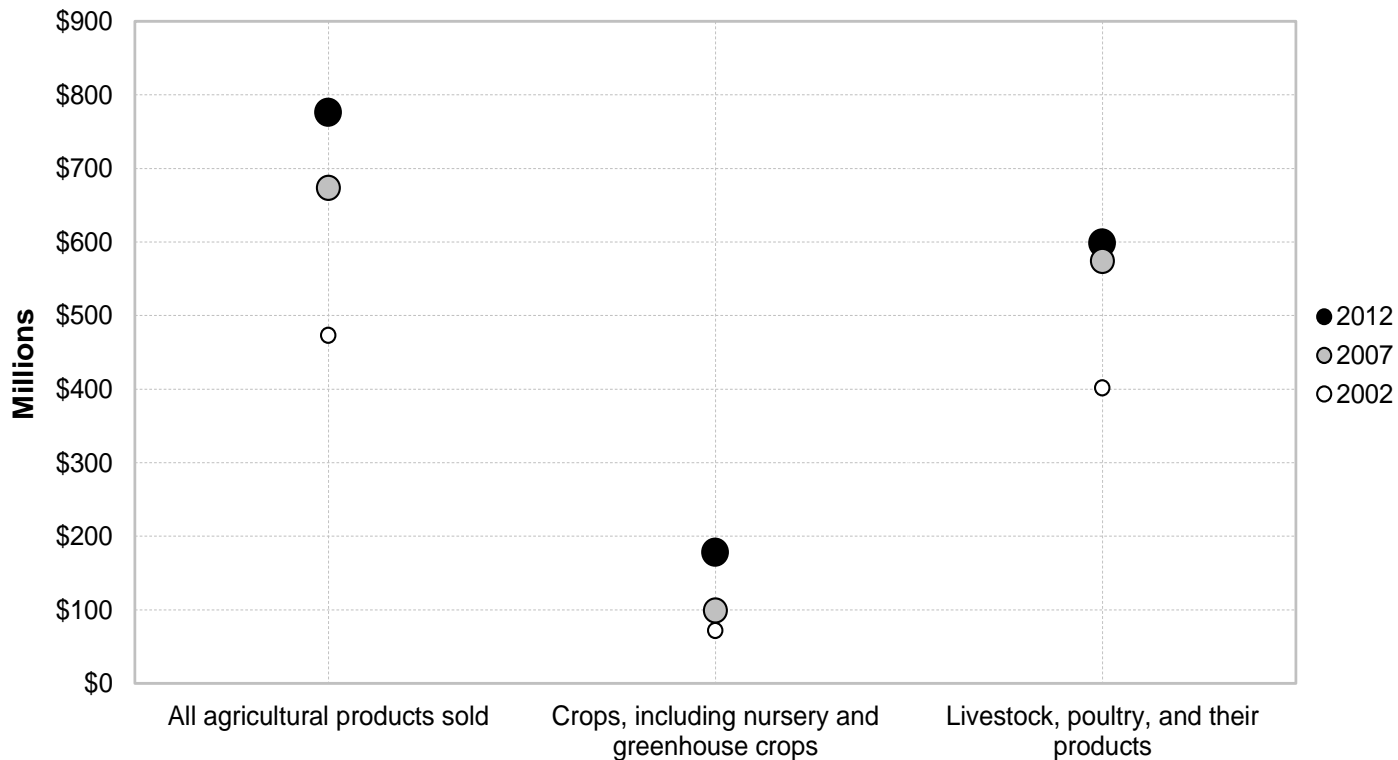 $900
$800
$700
$600
$500
$400
$300
$200
$100
$0
Millions
All agricultural products sold
Crops, including nursery and
greenhouse crops
Livestock, poultry, and their
products
2012
2007
2002